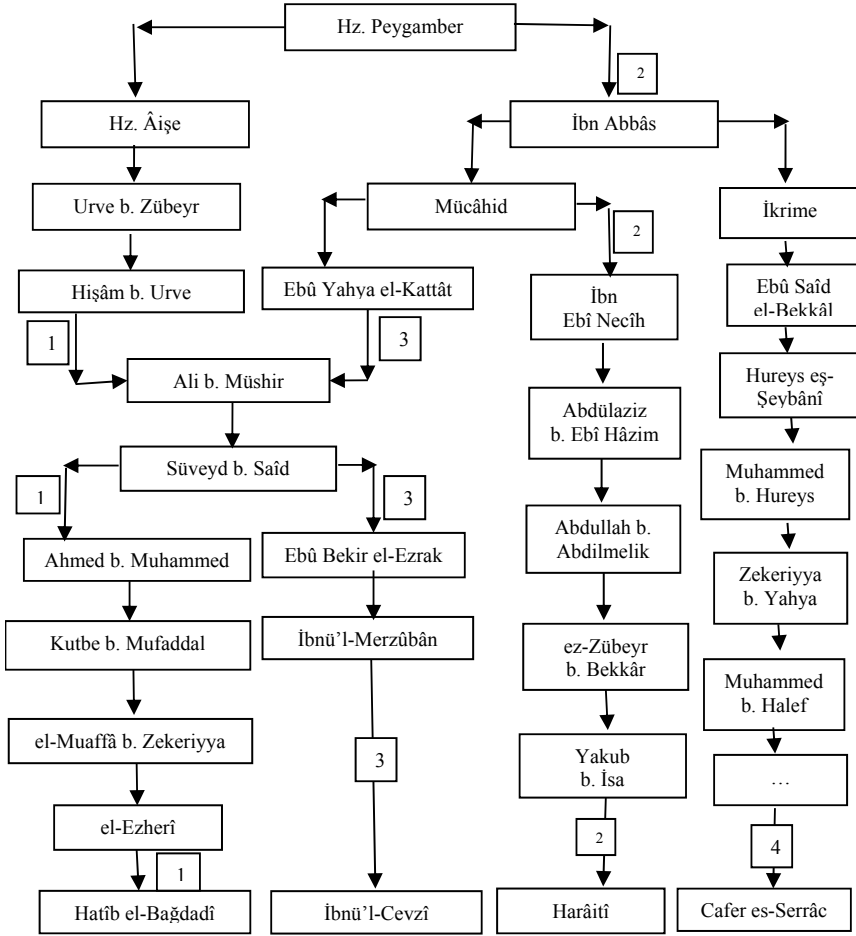 Hz. Peygamber
2
Hz. Âişe
İbn Abbâs
Urve b. Zübeyr
Mücâhid
İkrime
2
Hişâm b. Urve
Ebû Yahya el-Kattât
İbn
Ebî Necîh
Ebû Saîd
el-Bekkâl
1
3
Ali b. Müshir
Hureys eş-
Şeybânî
Abdülaziz
b. Ebî Hâzim
Süveyd b. Saîd
Muhammed
b. Hureys
1
3
Abdullah b.
Abdilmelik
Ahmed b. Muhammed
Ebû Bekir el-Ezrak
Zekeriyya
b. Yahya
Kutbe b. Mufaddal
İbnü’l-Merzûbân
ez-Zübeyr
b. Bekkâr
Muhammed
b. Halef
el-Muaffâ b. Zekeriyya
3
Yakub
b. İsa
…
el-Ezherî
2
4
1
Hatîb el-Bağdadî
İbnü’l-Cevzî
Harâitî
Cafer es-Serrâc